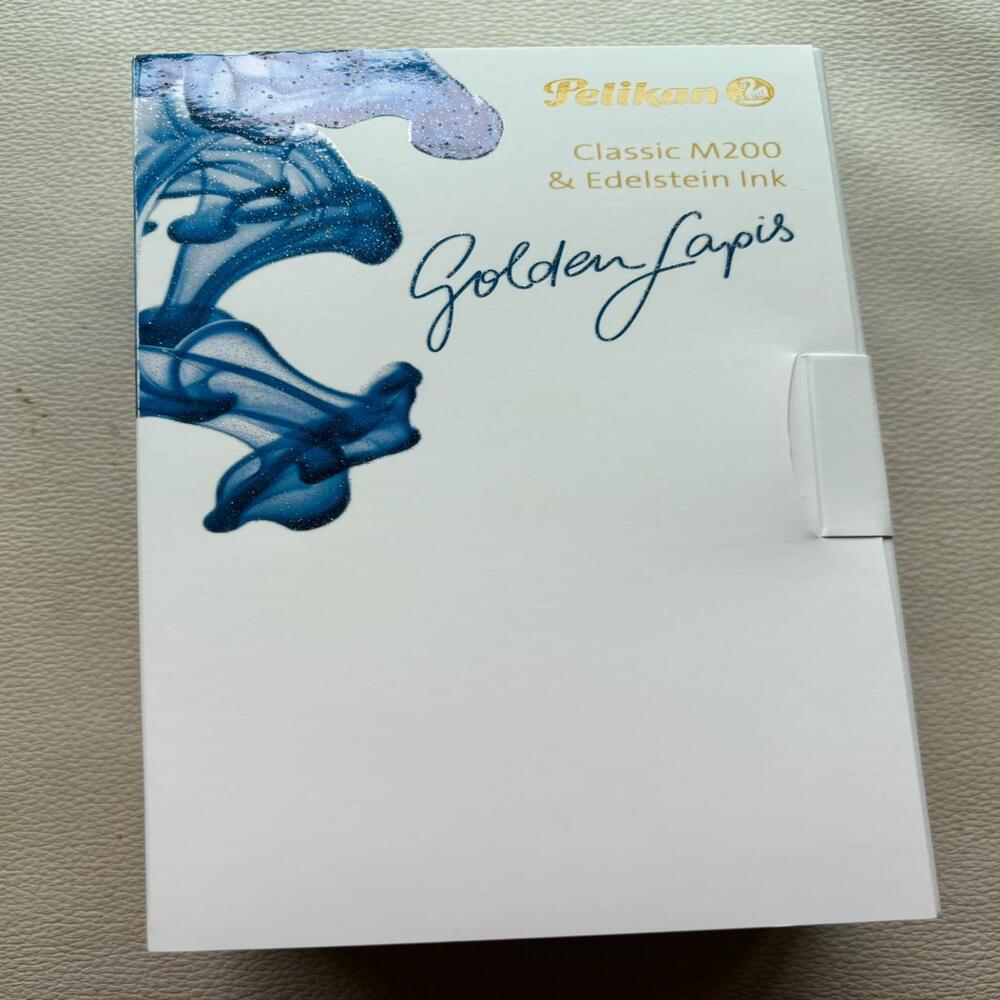 Pelikan
Classic M200
& Edelstein Ink
Golden Lapis